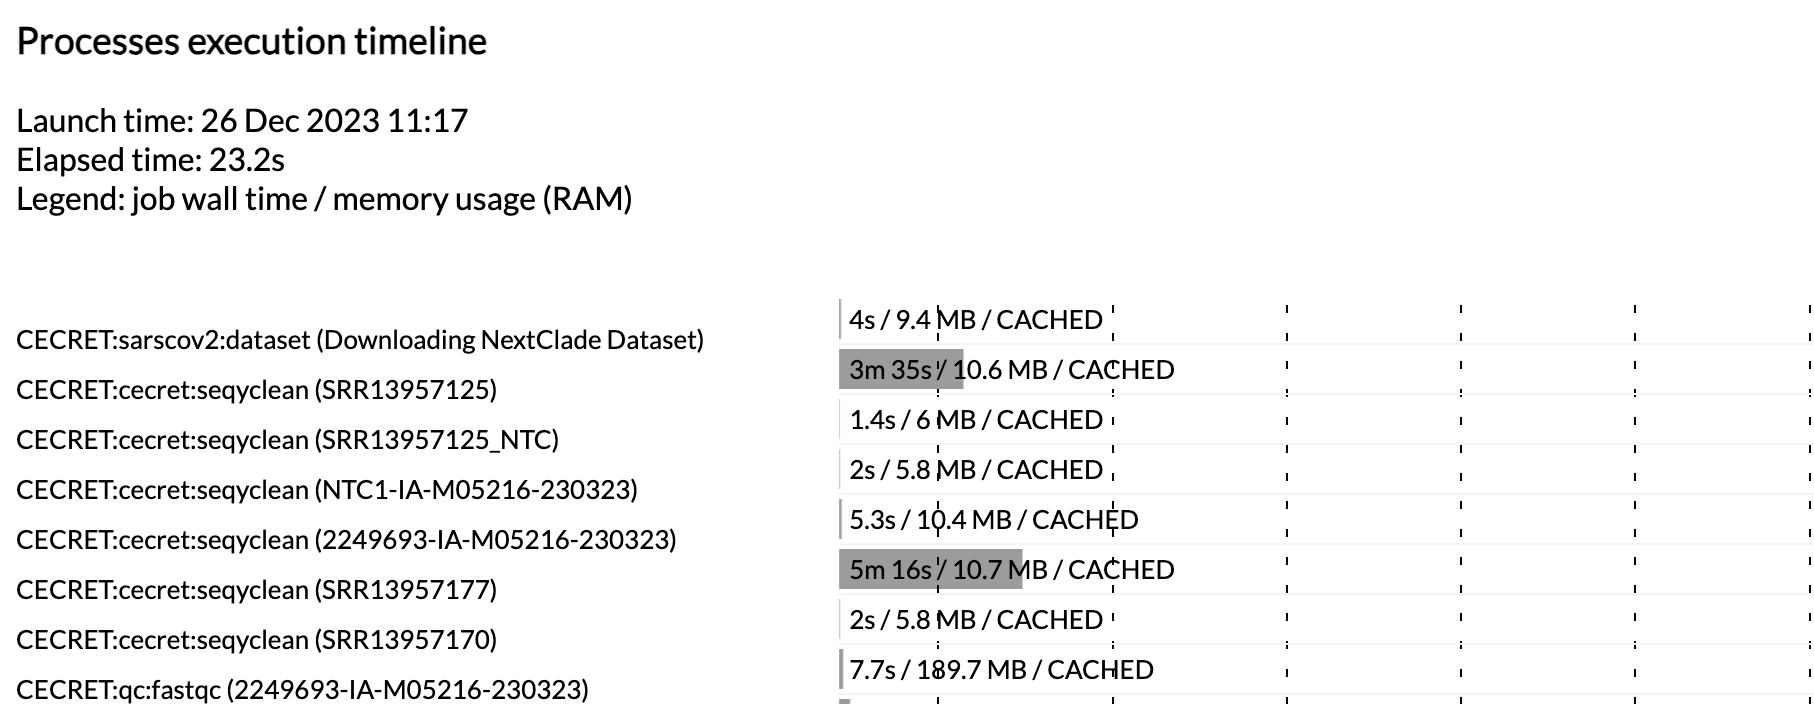 Processes execution timeline
Launch time: 26 Dec 2023 11:17
Elapsed time: 23.2s
Legend: job wall time / memory usage (RAM)
4s / 9.4 MB / CACHED
CECRET:sarscov2:dataset (Downloading NextClade Dataset)
3m 35s / 10.6 MB / CACHED
CECRET:cecret:seqyclean (SRR13957125)
1.4s / 6 MB / CACHED
CECRET:cecret:seqyclean (SRR13957125_NTC)
2s / 5.8 MB / CACHED
CECRET:cecret:seqyclean (NTC1-IA-M05216-230323)
5.3s / 10.4 MB / CACHED
CECRET:cecret:seqyclean (2249693-IA-M05216-230323)
5m 16s / 10.7 MB / CACHED
CECRET:cecret:seqyclean (SRR13957177)
2s / 5.8 MB / CACHED
CECRET:cecret:seqyclean (SRR13957170)
7.7s / 189.7 MB / CACHED
CECRET:qc:fastqc (2249693-IA-M05216-230323)